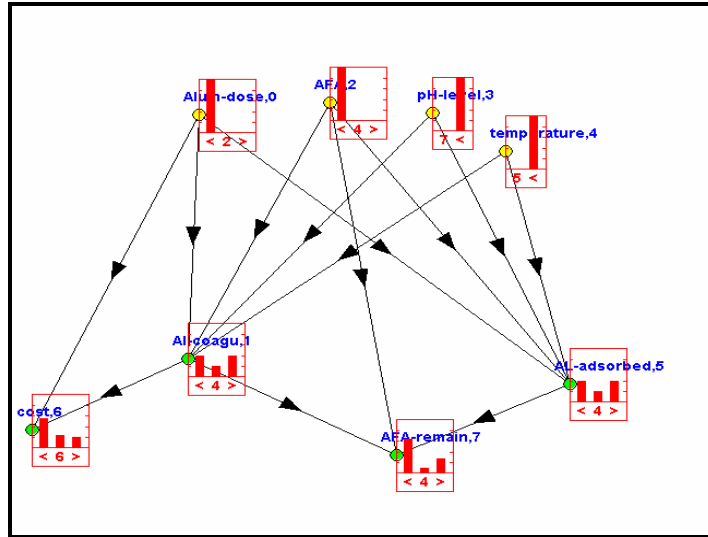 Alum-dose,0
< 2 >
AFA,2
< 4 >
pH-level,3
7 <
temperature,4
5 <
Al-coagu,1
< 4 >
AL-adsorbed,5
< 4 >
cost,6
< 6 >
AFA-remain,7
< 4 >